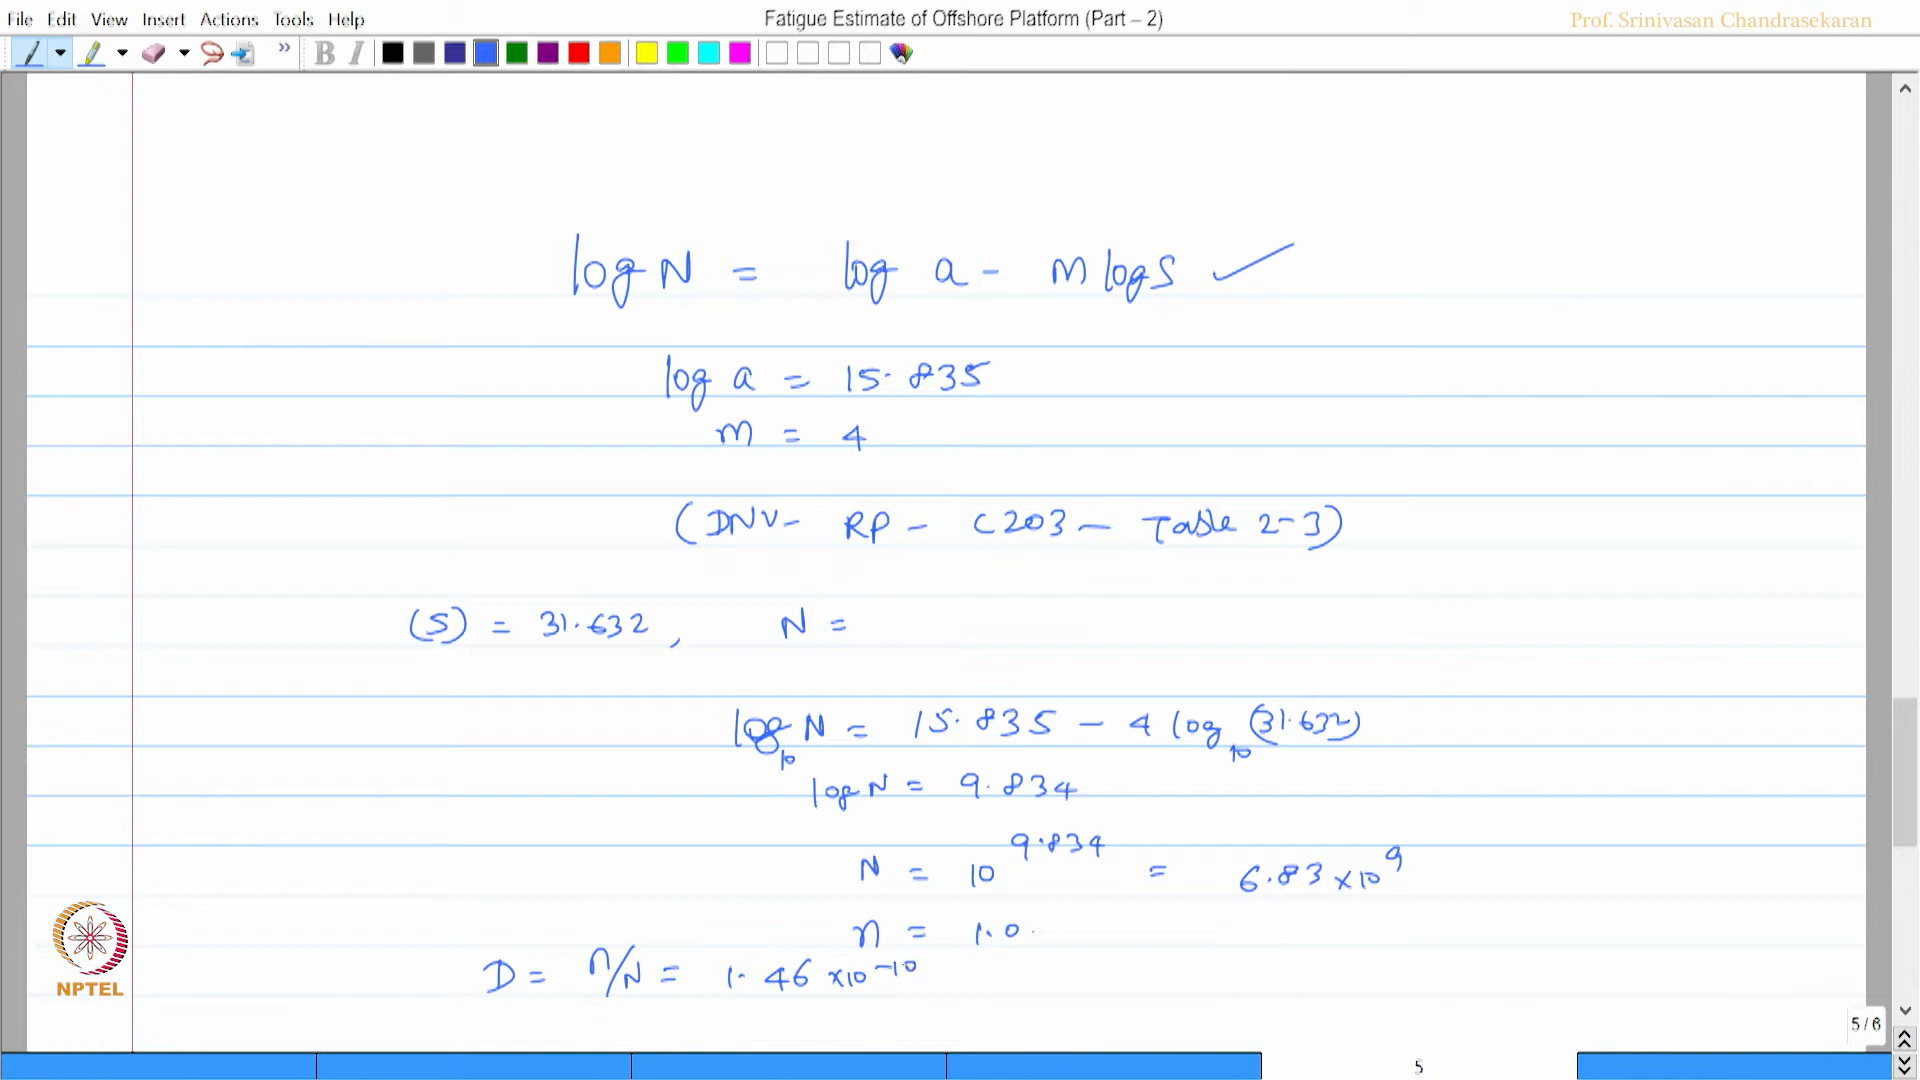 File Edit View Insert Actions Tools Help
Fatigue Estimate of Offshore Platform (Part – 2)
Prof. Srinivasan Chandrasekaran
B I
log N = log a - m log S ✓
log a = 15.835
m = 4
(DNV- RP - C203 - Table 2-3)
(S) = 31.632, N =
log10 N = 15.835 - 4 log10 (31.632)
log N = 9.834
N = 10^9.834 = 6.83 x 10^9
n = 1.0.
D = n/N = 1.46 x 10^-10
NPTEL
5 / 6
5